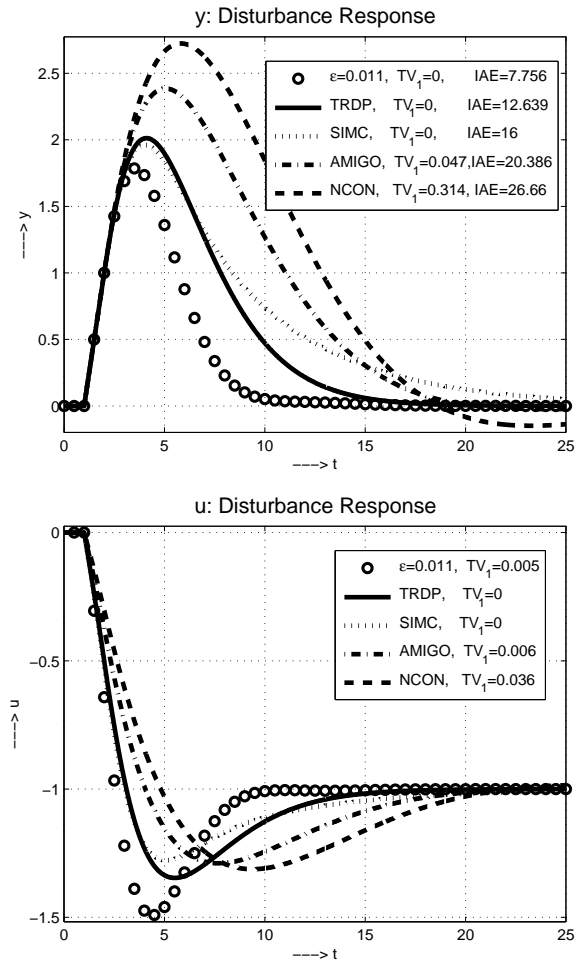 y: Disturbance Response
ε=0.011, TV1=0, IAE=7.756
TRDP, TV1=0, IAE=12.639
SIMC, TV1=0, IAE=16
AMIGO, TV1=0.047, IAE=20.386
NCON, TV1=0.314, IAE=26.66
−−−> y
2.5
2
1.5
1
0.5
0
0 5 10 15 20 25
−−−> t
u: Disturbance Response
ε=0.011, TV1=0.005
TRDP, TV1=0
SIMC, TV1=0
AMIGO, TV1=0.006
NCON, TV1=0.036
−−−> u
0
−0.5
−1
−1.5
0 5 10 15 20 25
−−−> t